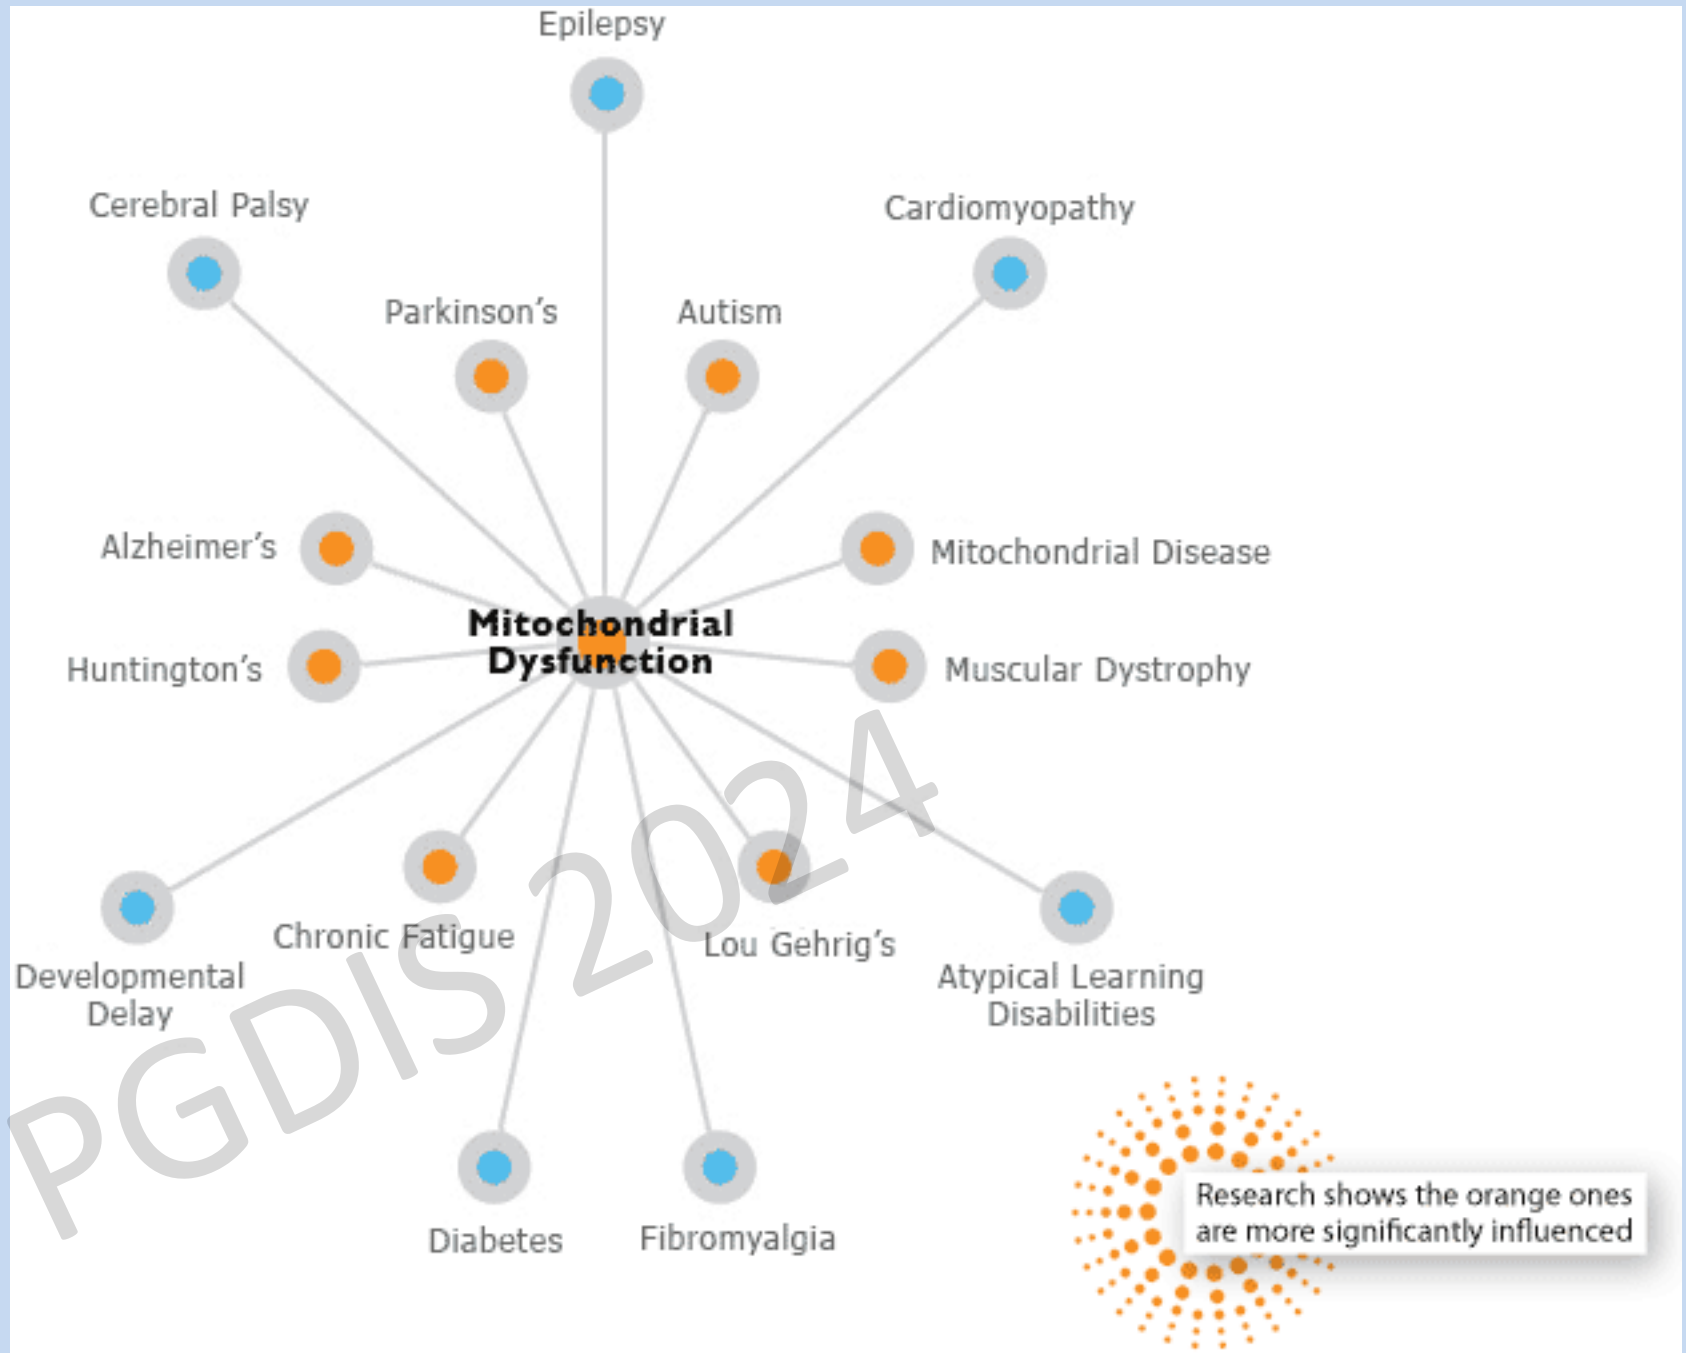 Epilepsy
Cerebral Palsy
Cardiomyopathy
Parkinson’s
Autism
Alzheimer’s
Mitochondrial Disease
Mitochondrial
Dysfunction
Huntington’s
Muscular Dystrophy
Chronic Fatigue
Lou Gehrig’s
Developmental
Delay
Atypical Learning
Disabilities
PGDIS 2024
Research shows the orange ones
are more significantly influenced
Diabetes
Fibromyalgia